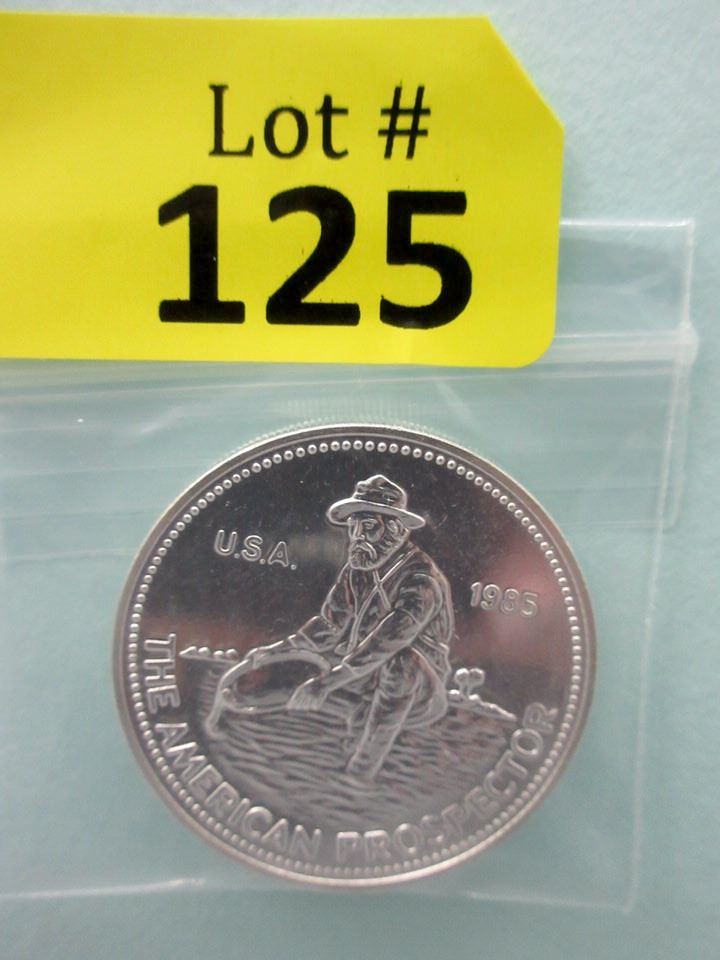 Lot #
125
U.S.A.
1985
THE AMERICAN PROSPECTOR